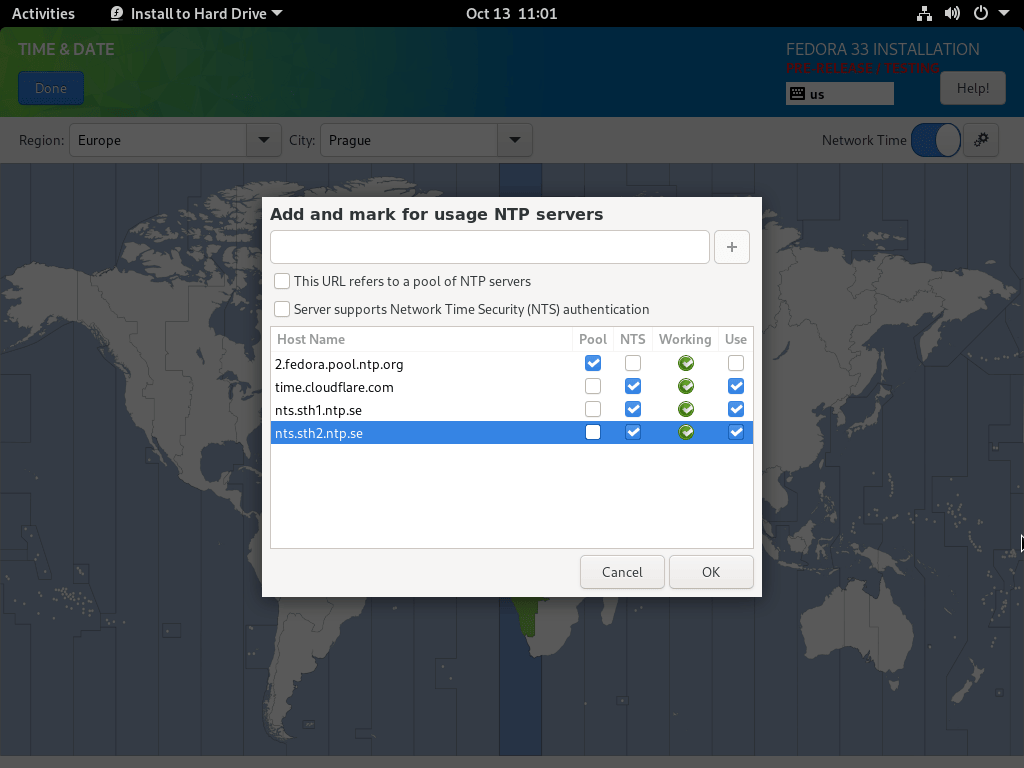 Activities Install to Hard Drive Oct 13 11:01
TIME & DATE
FEDORA 33 INSTALLATION
PRE-RELEASE / TESTING
Done
us
Help!
Region: Europe City: Prague Network Time
Add and mark for usage NTP servers
+
This URL refers to a pool of NTP servers
Server supports Network Time Security (NTS) authentication
Host Name Pool NTS Working Use
2.fedora.pool.ntp.org
time.cloudflare.com
nts.sth1.ntp.se
nts.sth2.ntp.se
Cancel OK